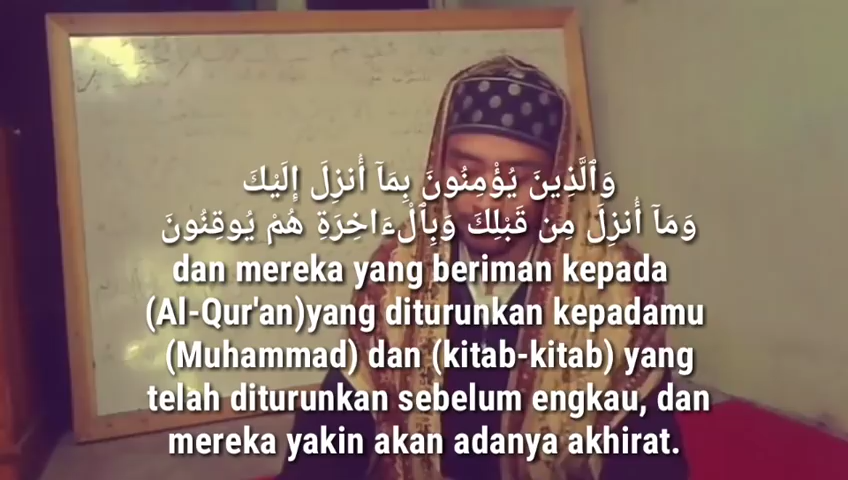 وَٱلَّذِينَ يُؤْمِنُونَ بِمَآ أُنزِلَ إِلَيْكَ
وَمَآ أُنزِلَ مِن قَبْلِكَ وَبِٱلْءَاخِرَةِ هُمْ يُوقِنُونَ
dan mereka yang beriman kepada
(Al-Qur'an)yang diturunkan kepadamu
(Muhammad) dan (kitab-kitab) yang
telah diturunkan sebelum engkau, dan
mereka yakin akan adanya akhirat.